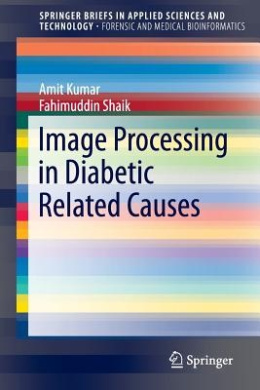 SPRINGER BRIEFS IN APPLIED SCIENCES AND
TECHNOLOGY · FORENSIC AND MEDICAL BIOINFORMATICS
Amit Kumar
Fahimuddin Shaik
Image Processing
in Diabetic
Related Causes
Springer